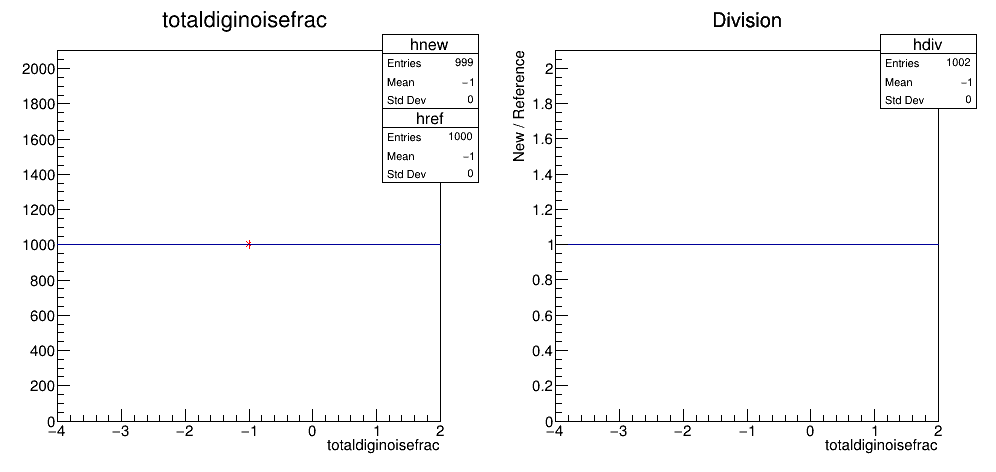 totaldiginoisefrac
hnew
Entries 999
Mean −1
Std Dev 0
href
Entries 1000
Mean −1
Std Dev 0
2000
1800
1600
1400
1200
1000
800
600
400
200
0
−4 −3 −2 −1 0 1 2
totaldiginoisefrac
Division
hdiv
Entries 1002
Mean −1
Std Dev 0
New / Reference
2
1.8
1.6
1.4
1.2
1
0.8
0.6
0.4
0.2
0
−4 −3 −2 −1 0 1 2
totaldiginoisefrac